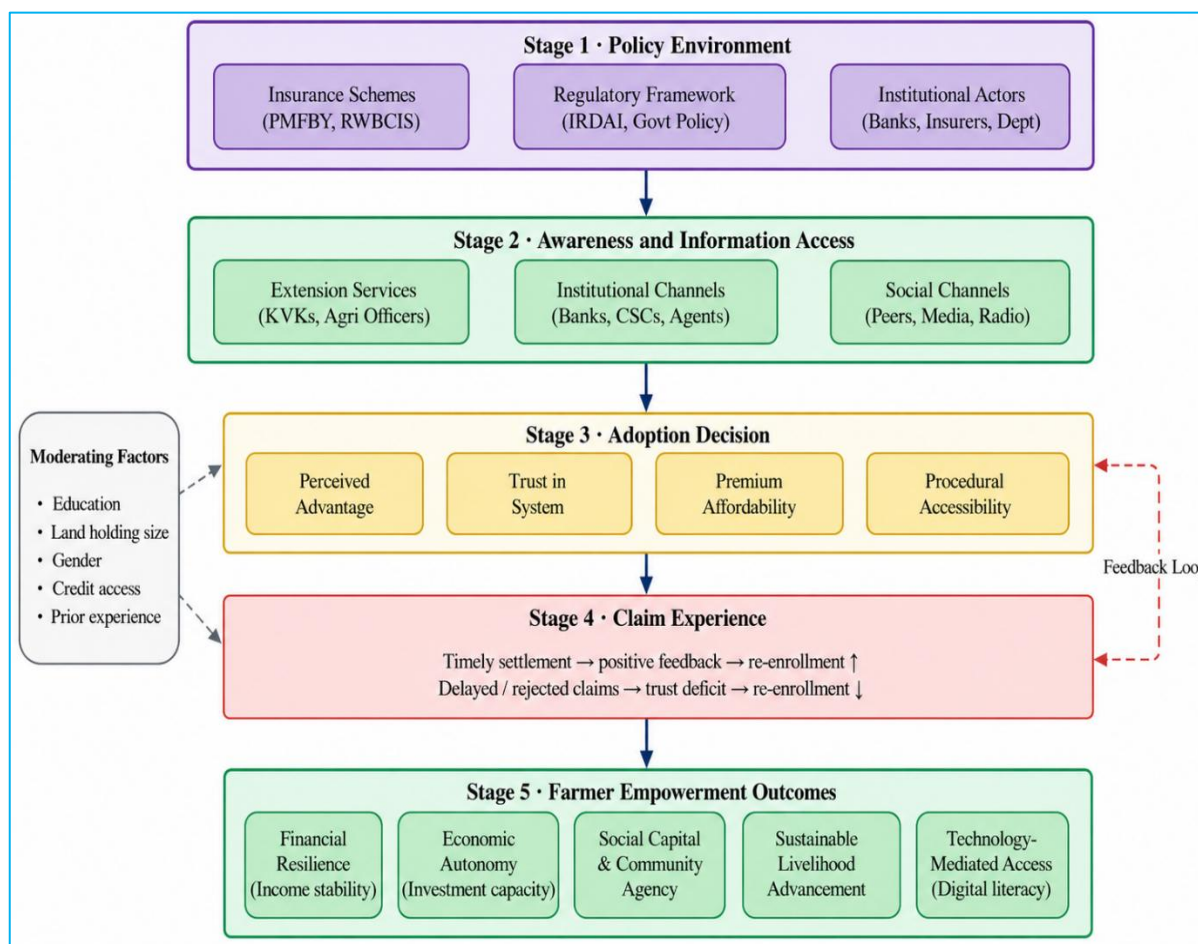 Stage 1 · Policy Environment
Insurance Schemes
(PMFBY, RWBCIS)
Regulatory Framework
(IRDAI, Govt Policy)
Institutional Actors
(Banks, Insurers, Dept)
Stage 2 · Awareness and Information Access
Extension Services
(KVKs, Agri Officers)
Institutional Channels
(Banks, CSCs, Agents)
Social Channels
(Peers, Media, Radio)
Moderating Factors
• Education
• Land holding size
• Gender
• Credit access
• Prior experience
Stage 3 · Adoption Decision
Perceived
Advantage
Trust in
System
Premium
Affordability
Procedural
Accessibility
Feedback Loo
Stage 4 · Claim Experience
Timely settlement → positive feedback → re-enrollment ↑
Delayed / rejected claims → trust deficit → re-enrollment ↓
Stage 5 · Farmer Empowerment Outcomes
Financial
Resilience
(Income stability)
Economic
Autonomy
(Investment capacity)
Social Capital
& Community
Agency
Sustainable
Livelihood
Advancement
Technology-
Mediated Access
(Digital literacy)